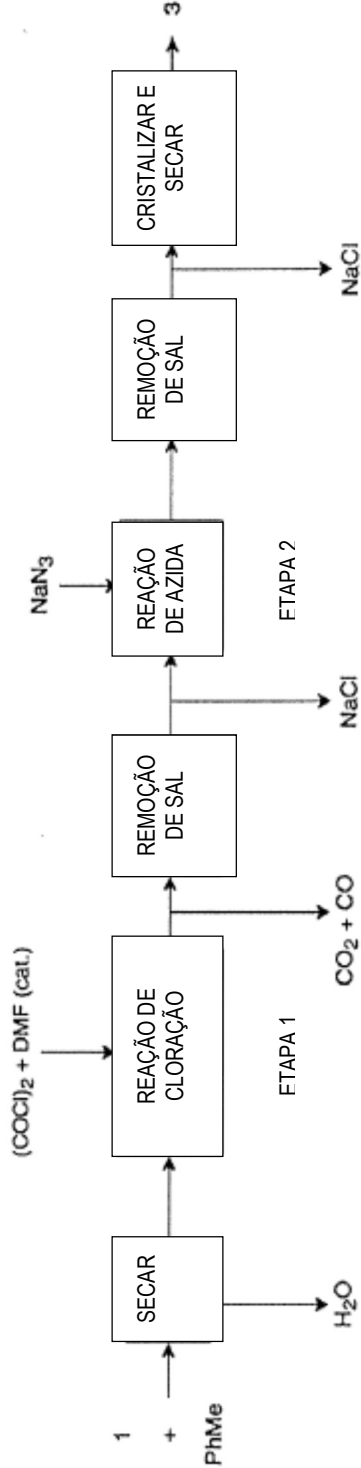 1
+
PhMe
SECAR
H2O
(COCl)2 + DMF (cat.)
REAÇÃO DE
CLORAÇÃO
ETAPA 1
CO2 + CO
REMOÇÃO
DE SAL
NaCl
NaN3
REAÇÃO
DE AZIDA
ETAPA 2
REMOÇÃO
DE SAL
NaCl
CRISTALIZAR E
SECAR
3